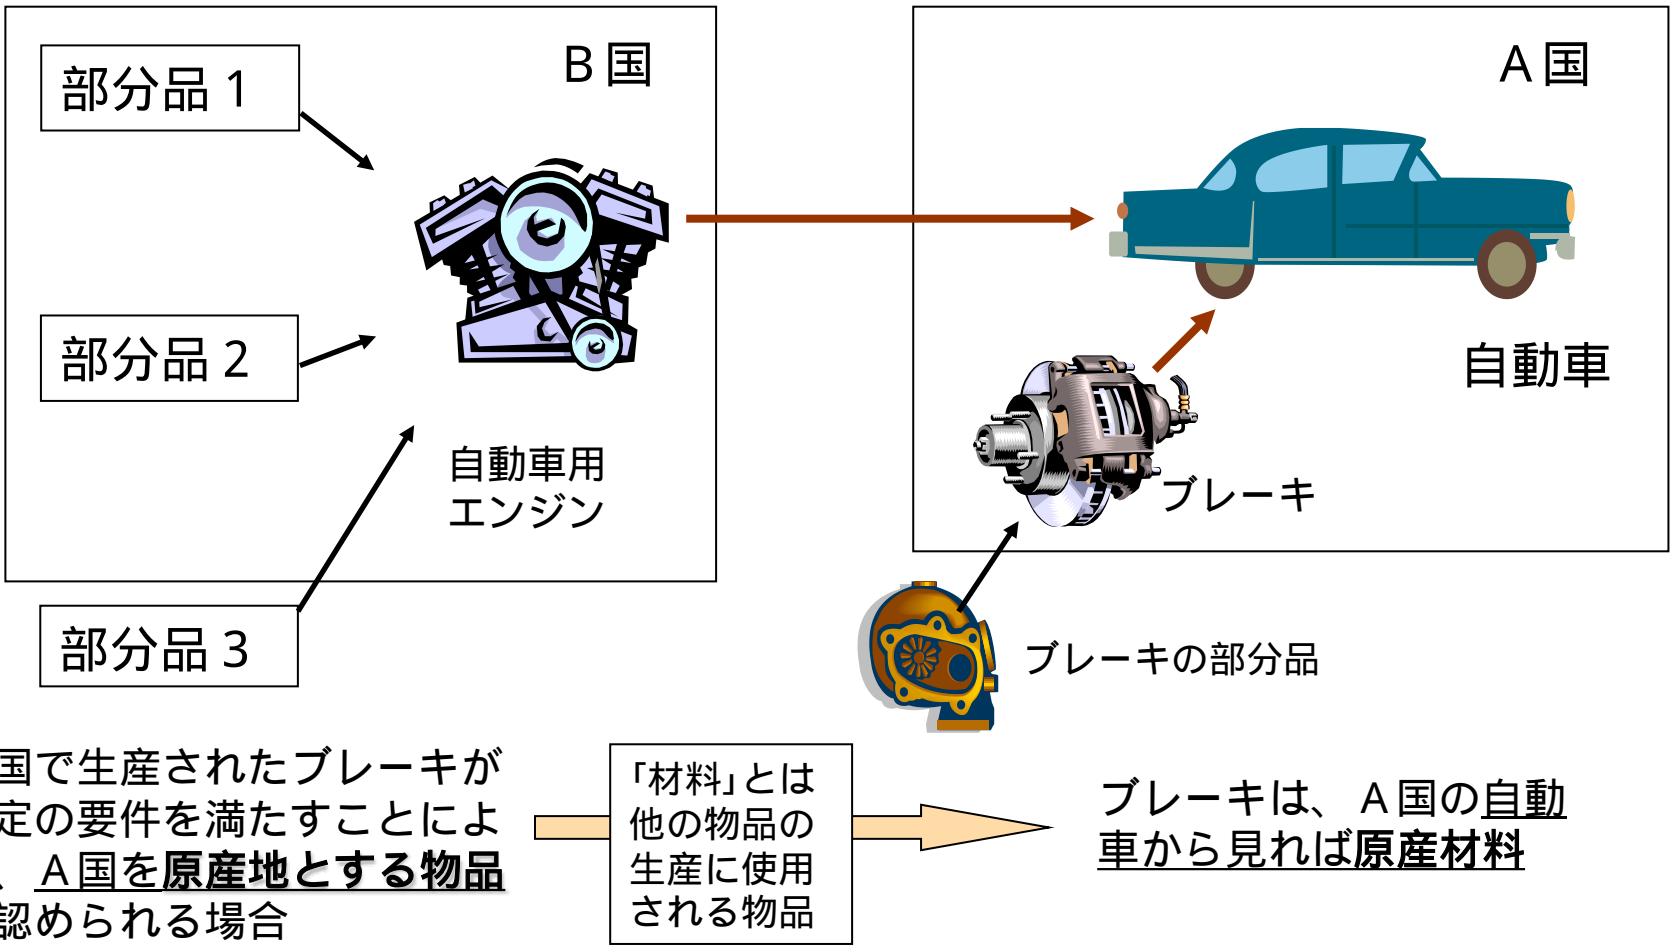 B国
部分品1
部分品2
自動車用
エンジン
部分品3
A国
自動車
ブレーキ
ブレーキの部分品
国で生産されたブレーキが
定の要件を満たすことによ
、A国を原産地とする物品
認められる場合
「材料」とは
他の物品の
生産に使用
される物品
ブレーキは、A国の自動
車から見れば原産材料